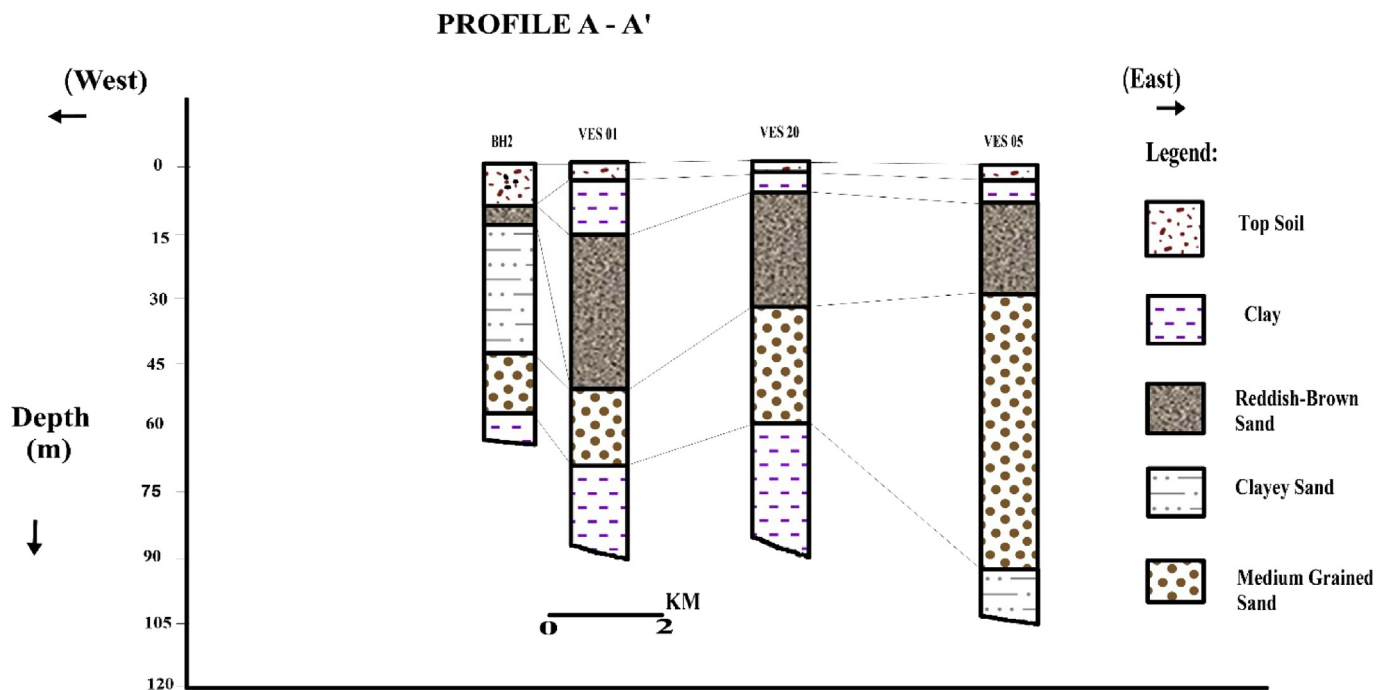 PROFILE A - A'
(West)
(East)
BH2
VES 01
VES 20
VES 05
Legend:
0
15
30
45
60
75
90
105
120
Depth
(m)
Top Soil
Clay
Reddish-Brown
Sand
Clayey Sand
Medium Grained
Sand
KM
0 2